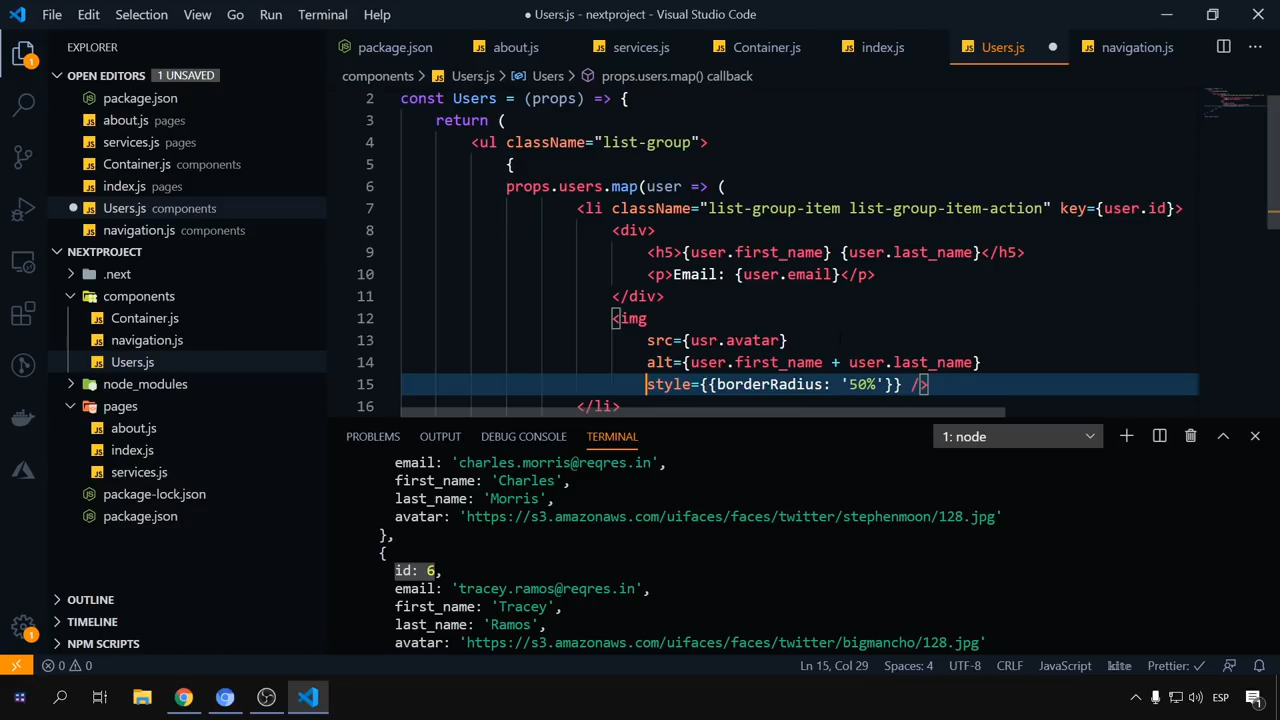 File Edit Selection View Go Run Terminal Help
● Users.js - nextproject - Visual Studio Code
EXPLORER
OPEN EDITORS 1 UNSAVED
package.json
about.js pages
services.js pages
Container.js components
index.js pages
Users.js components
navigation.js components
NEXTPROJECT
.next
components
Container.js
navigation.js
Users.js
node_modules
pages
about.js
index.js
services.js
package-lock.json
package.json
OUTLINE
TIMELINE
NPM SCRIPTS
package.json about.js services.js Container.js index.js Users.js navigation.js
components > Users.js > Users > props.users.map() callback
2 const Users = (props) => {
3 return (
4 <ul className="list-group">
5 {
6 props.users.map(user => (
7 <li className="list-group-item list-group-item-action" key={user.id}>
8 <div>
9 <h5>{user.first_name} {user.last_name}</h5>
10 <p>Email: {user.email}</p>
11 </div>
12 <img
13 src={usr.avatar}
14 alt={user.first_name + user.last_name}
15 style={{borderRadius: '50%'}} />
16 </li>
PROBLEMS OUTPUT DEBUG CONSOLE TERMINAL 1: node
email: 'charles.morris@reqres.in',
first_name: 'Charles',
last_name: 'Morris',
avatar: 'https://s3.amazonaws.com/uifaces/faces/twitter/stephenmoon/128.jpg'
},
{
id: 6,
email: 'tracey.ramos@reqres.in',
first_name: 'Tracey',
last_name: 'Ramos',
avatar: 'https://s3.amazonaws.com/uifaces/faces/twitter/bigmancho/128.jpg'
0 0 Ln 15, Col 29 Spaces: 4 UTF-8 CRLF JavaScript kite Prettier: ✓
ESP 1